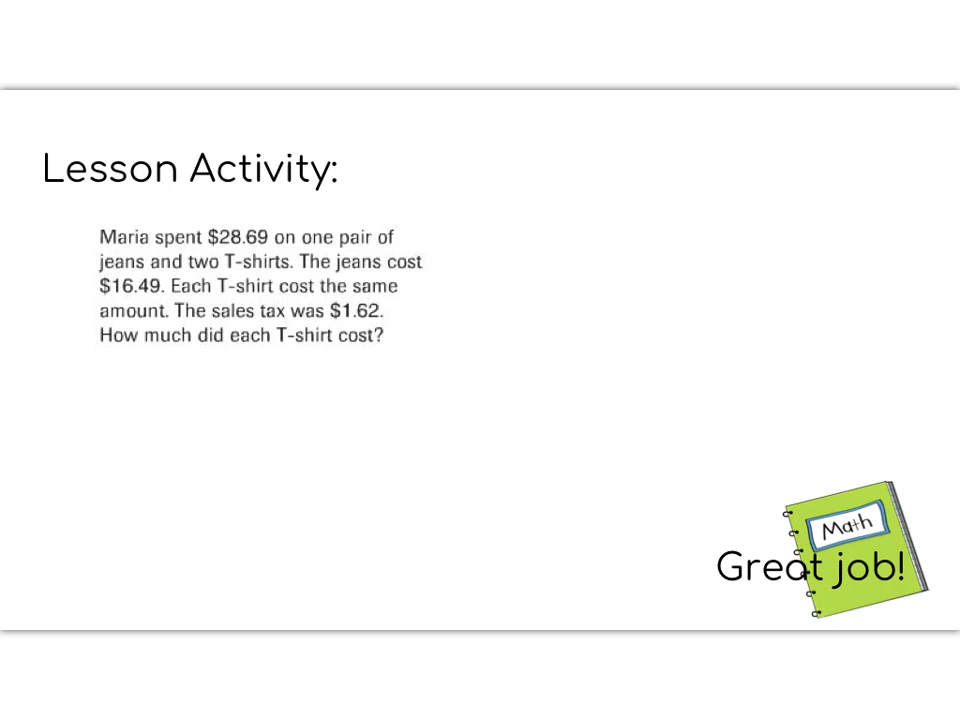 Lesson Activity:
Maria spent $28.69 on one pair of
jeans and two T-shirts. The jeans cost
$16.49. Each T-shirt cost the same
amount. The sales tax was $1.62.
How much did each T-shirt cost?
Math
Great job!